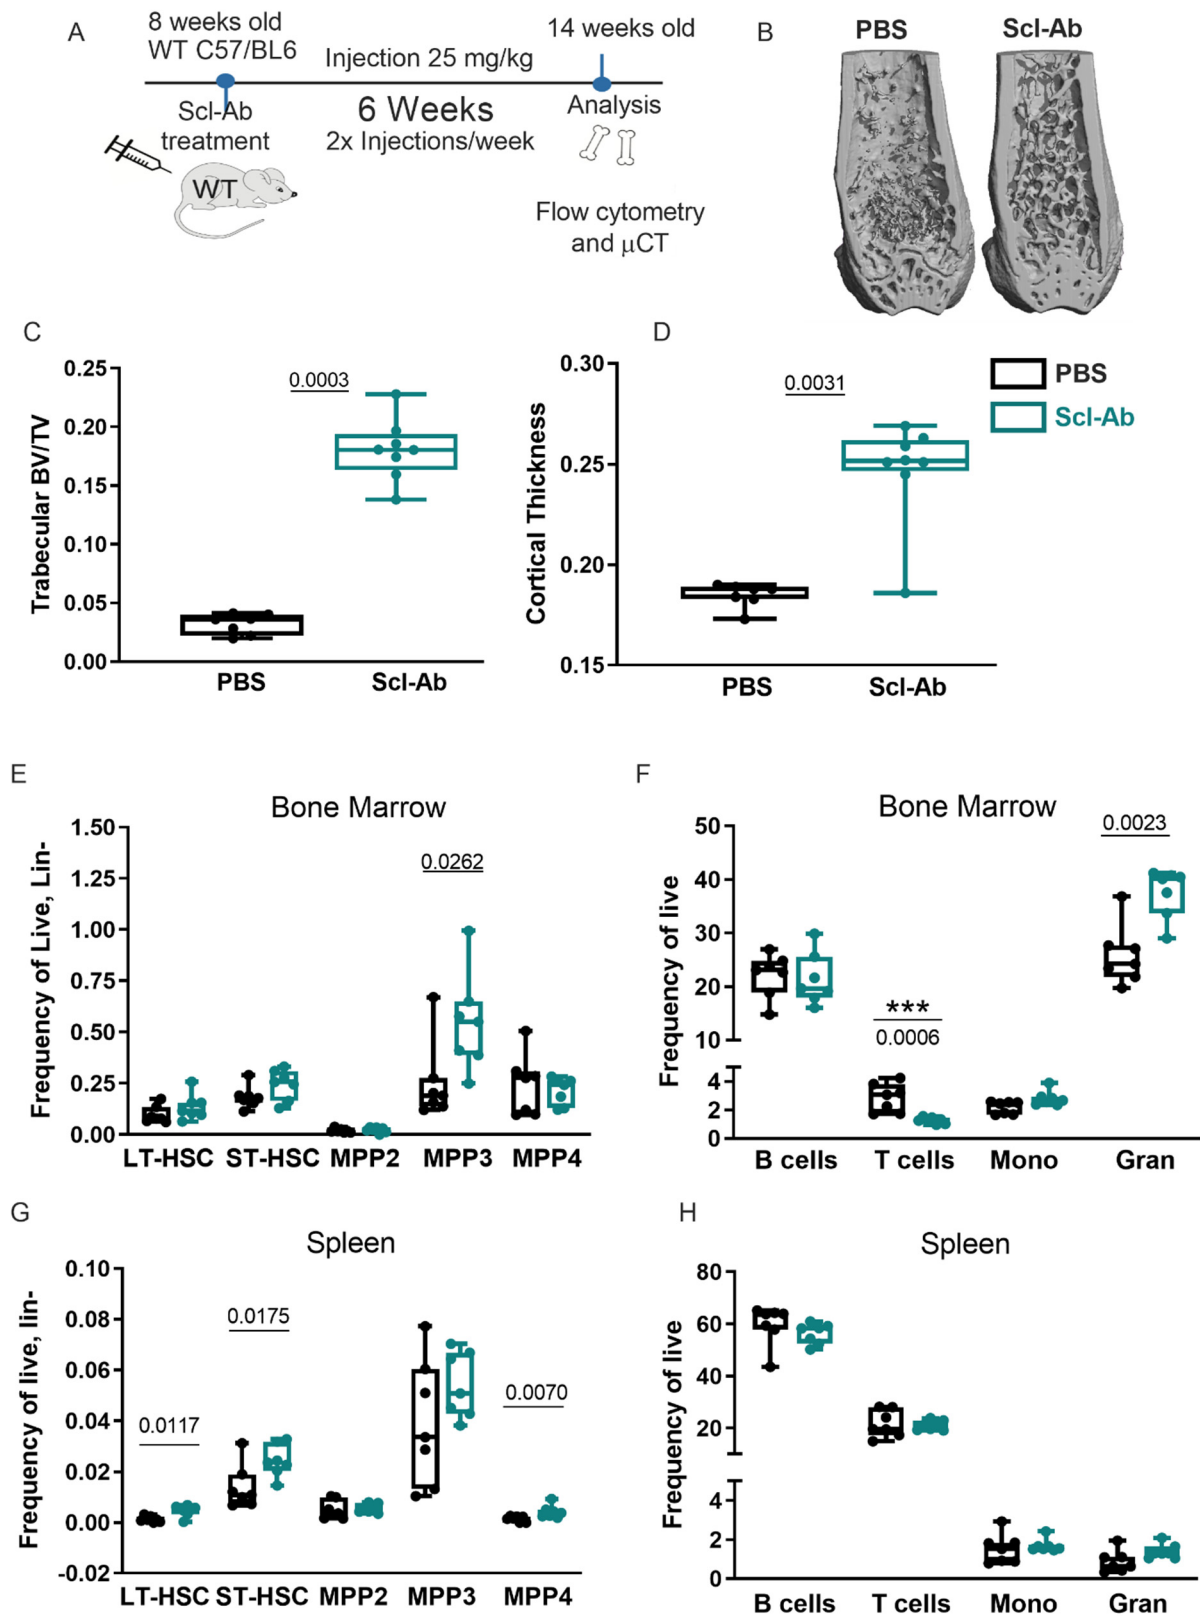 A
8 weeks old
WT C57/BL6
Injection 25 mg/kg
14 weeks old
Scl-Ab
treatment
6 Weeks
2x Injections/week
Analysis
WT
Flow cytometry
and μCT
B
PBS
Scl-Ab
C
Trabecular BV/TV
0.25
0.20
0.15
0.10
0.05
0.00
0.0003
PBS
Scl-Ab
D
Cortical Thickness
0.30
0.25
0.20
0.15
0.0031
PBS
Scl-Ab
PBS
Scl-Ab
E
Bone Marrow
Frequency of Live, Lin-
1.50
1.25
1.00
0.75
0.50
0.25
0.00
0.0262
LT-HSC
ST-HSC
MPP2
MPP3
MPP4
F
Bone Marrow
Frequency of live
50
40
30
20
10
4
2
0
***
0.0006
0.0023
B cells
T cells
Mono
Gran
G
Spleen
Frequency of live, lin-
0.10
0.08
0.06
0.04
0.02
0.00
-0.02
0.0117
0.0175
0.0070
LT-HSC
ST-HSC
MPP2
MPP3
MPP4
H
Spleen
Frequency of live
80
60
40
20
4
2
0
B cells
T cells
Mono
Gran